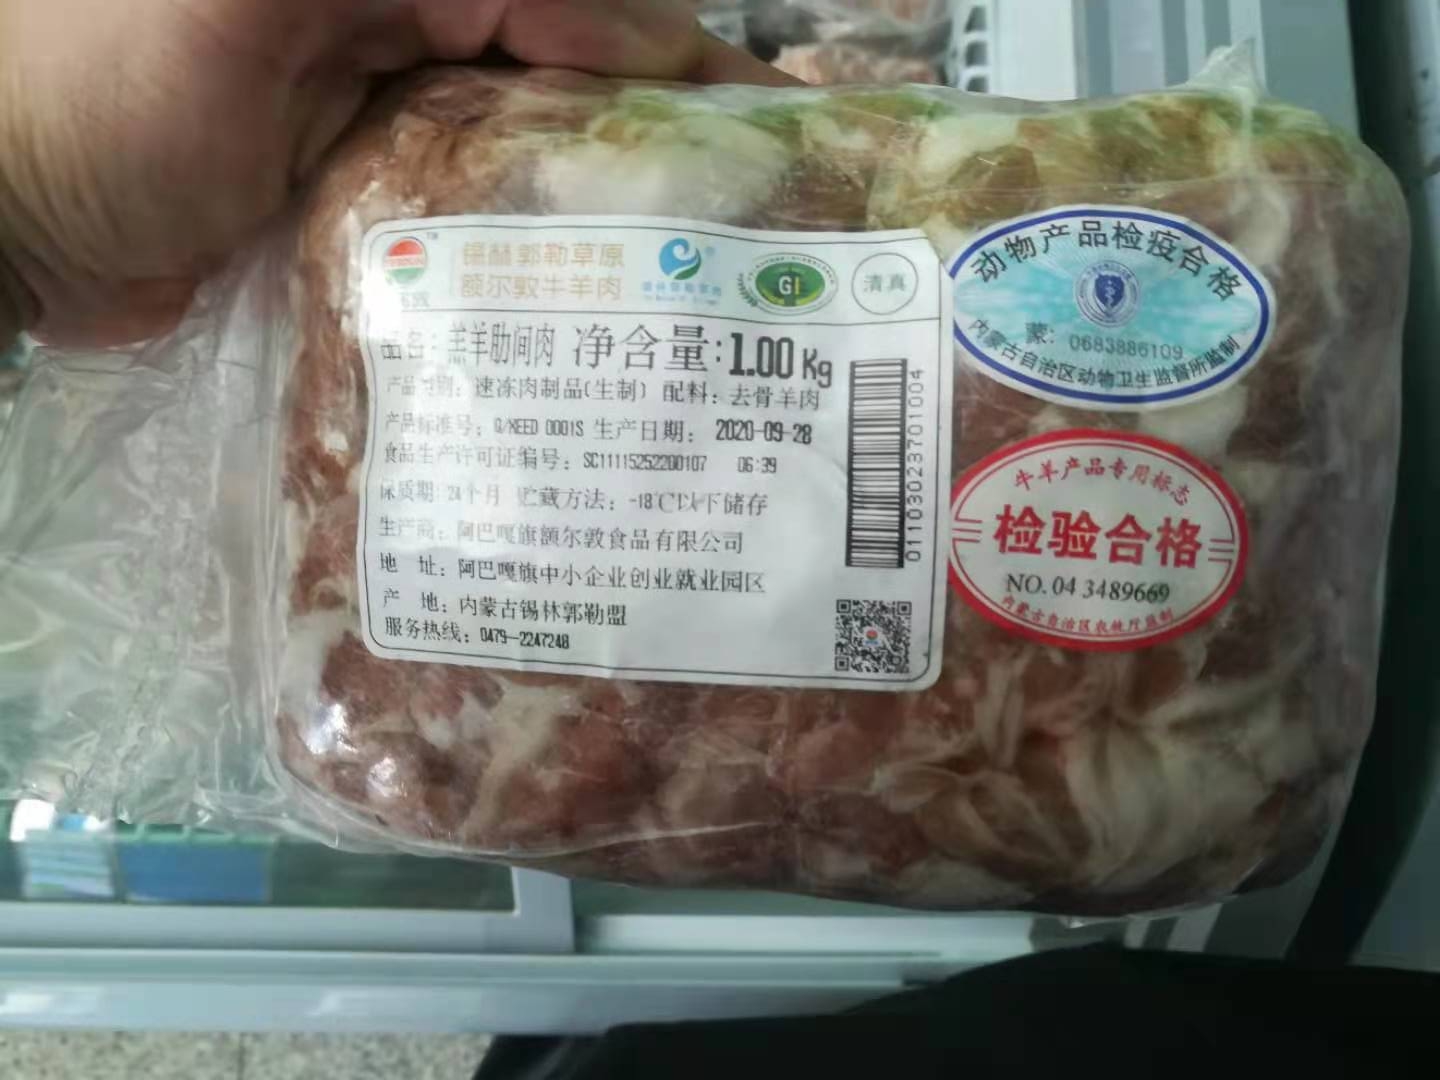 锡林郭勒草原
额尔敦牛羊肉
GI
清真
品名：羔羊肋间肉 净含量：1.00Kg
产品类别：速冻肉制品(生制) 配料：去骨羊肉
产品标准号：Q/NEED 0001S 生产日期：2020-09-28
食品生产许可证编号：SC11115252200107 06:39
保质期：24个月 贮藏方法：-18℃以下储存
生产商：阿巴嘎旗额尔敦食品有限公司
地 址：阿巴嘎旗中小企业创业就业园区
产 地：内蒙古锡林郭勒盟
服务热线：0479-2247248
01103023701004
动物产品检疫合格
蒙：0683886109
内蒙古自治区动物卫生监督所监制
牛羊产品专用标志
检验合格
NO.04 3489669
内蒙古自治区农牧厅监制